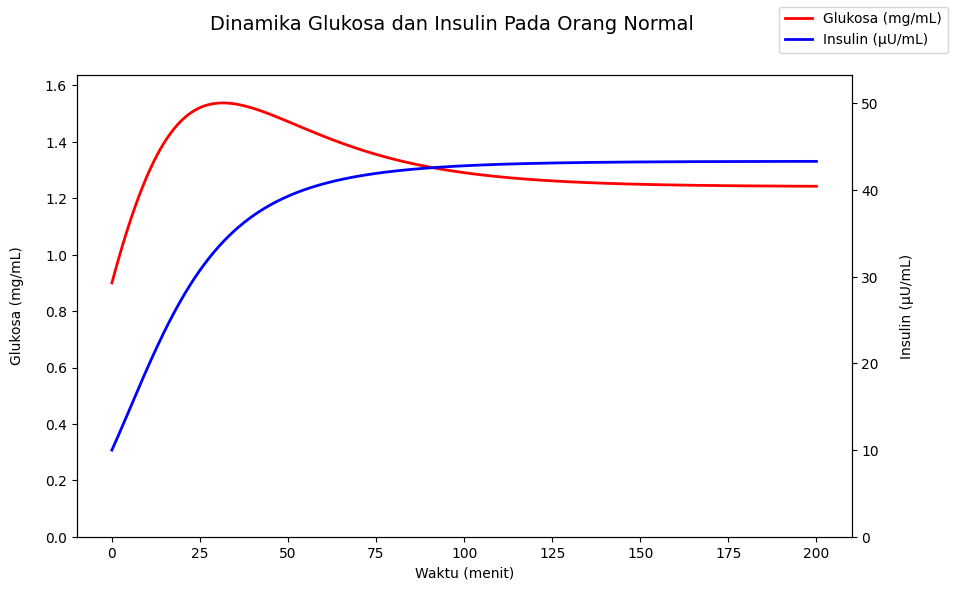 Dinamika Glukosa dan Insulin Pada Orang Normal
Glukosa (mg/mL)
Insulin (μU/mL)
1.6
1.4
1.2
1.0
0.8
0.6
0.4
0.2
0.0
Glukosa (mg/mL)
50
40
30
20
10
0
Insulin (μU/mL)
0 25 50 75 100 125 150 175 200
Waktu (menit)